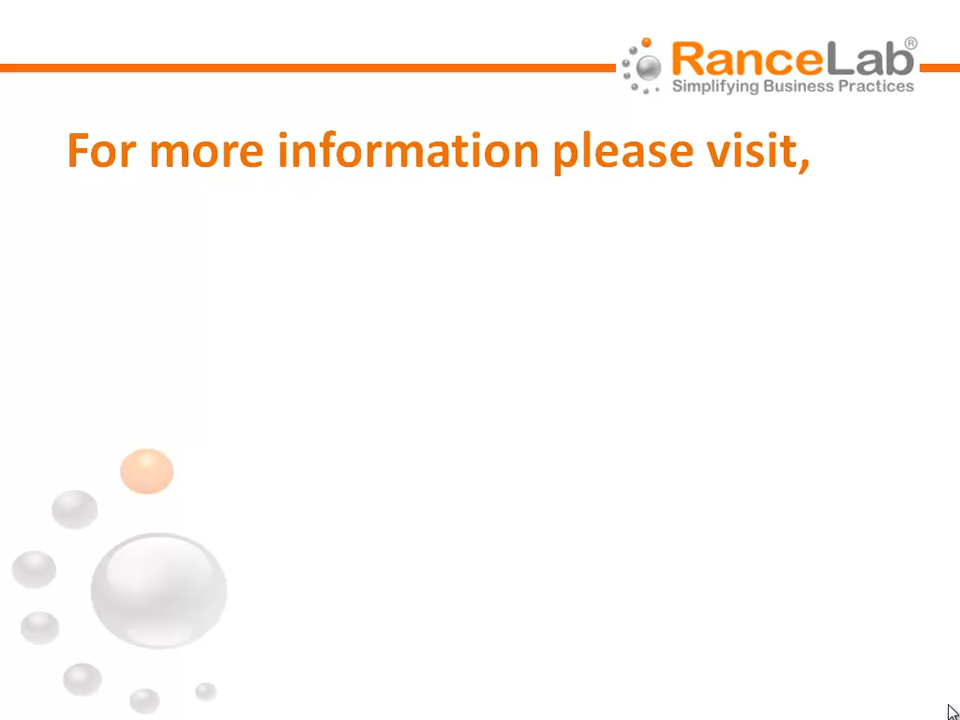 RanceLab®
Simplifying Business Practices
For more information please visit,